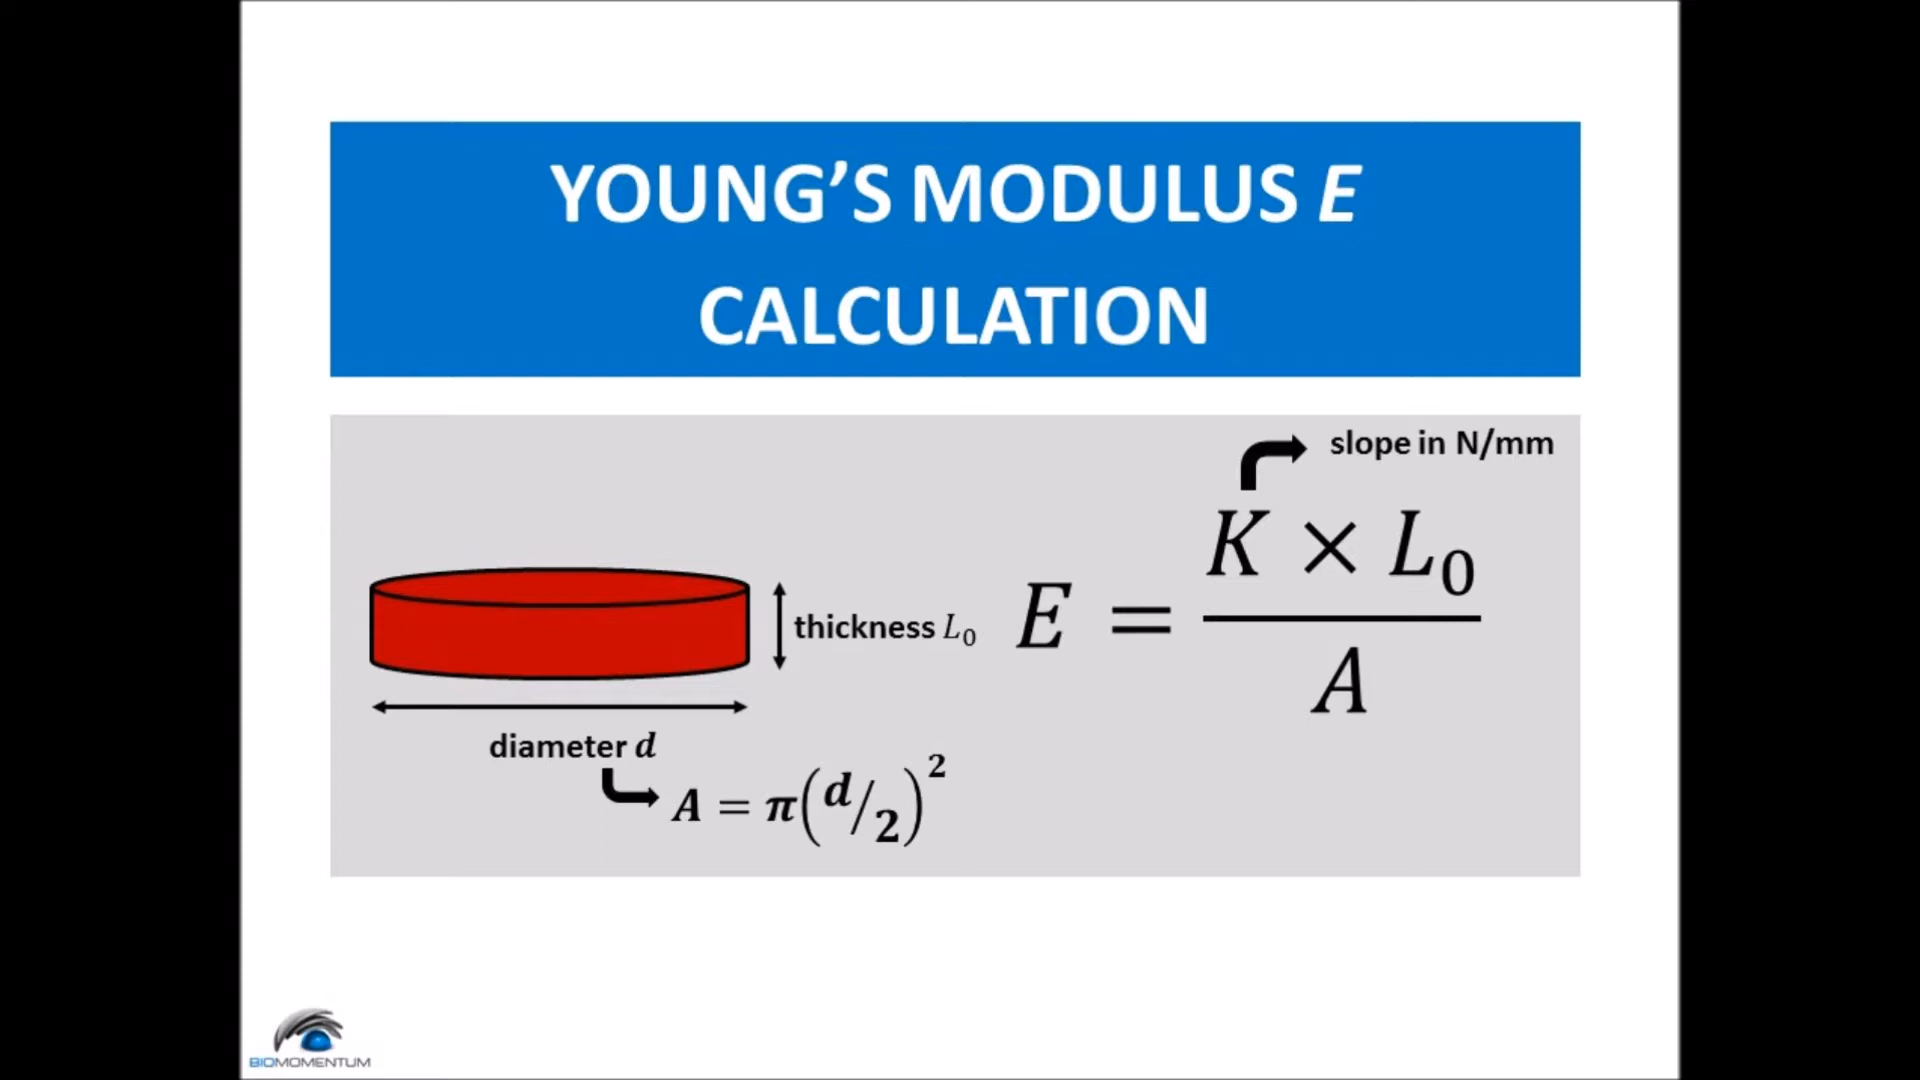 YOUNG’S MODULUS E
CALCULATION
slope in N/mm
E = K × L₀ / A
thickness L₀
diameter d
A = π(d/2)²
BIOMOMENTUM